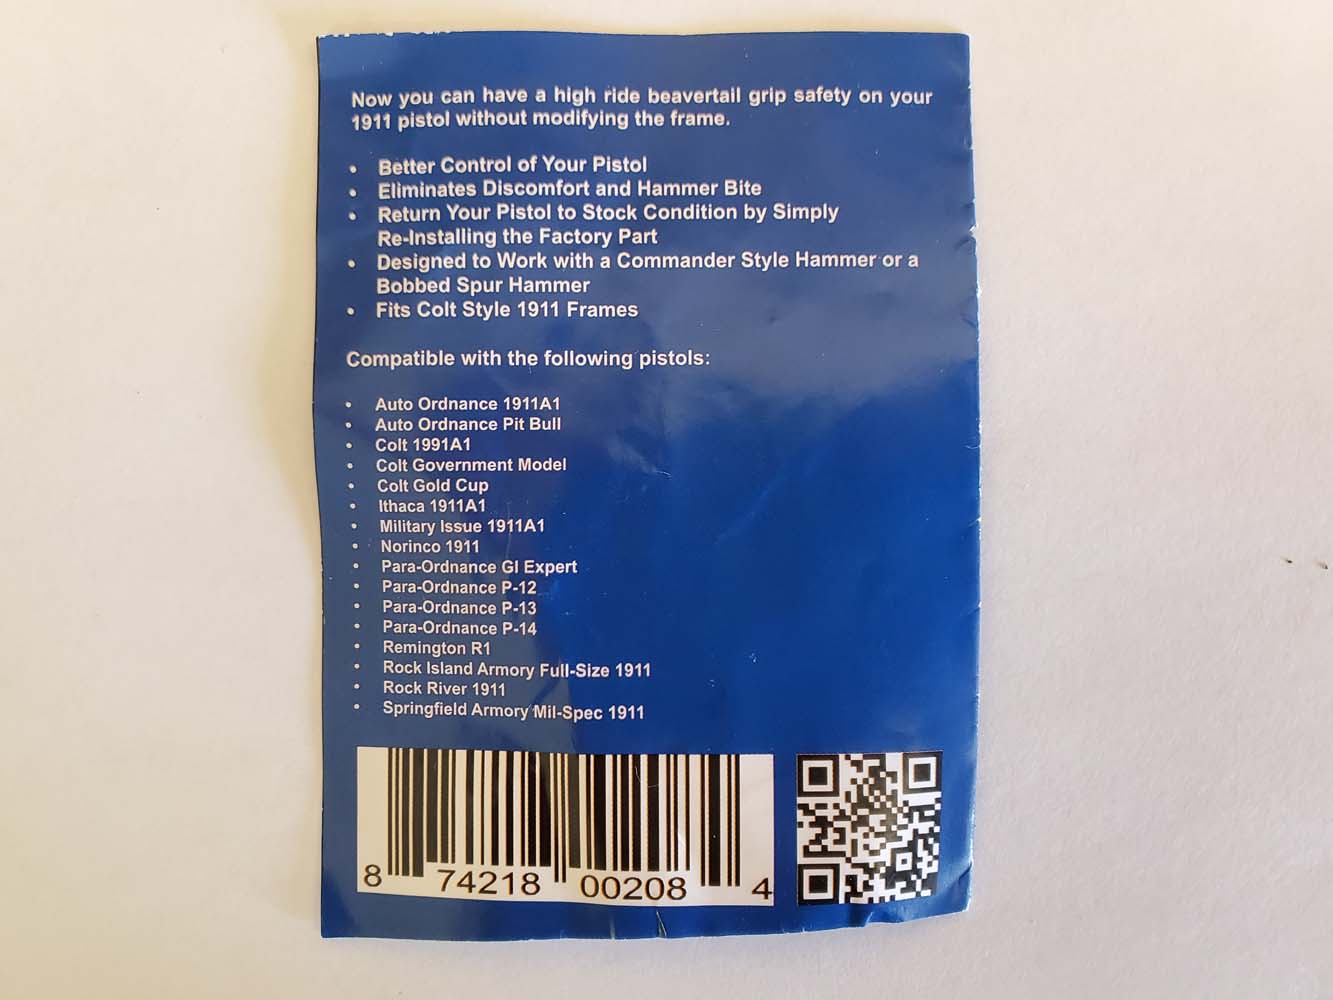 Now you can have a high ride beavertail grip safety on your
1911 pistol without modifying the frame.
• Better Control of Your Pistol
• Eliminates Discomfort and Hammer Bite
• Return Your Pistol to Stock Condition by Simply
Re-Installing the Factory Part
• Designed to Work with a Commander Style Hammer or a
Bobbed Spur Hammer
• Fits Colt Style 1911 Frames
Compatible with the following pistols:
• Auto Ordnance 1911A1
• Auto Ordnance Pit Bull
• Colt 1991A1
• Colt Government Model
• Colt Gold Cup
• Ithaca 1911A1
• Military Issue 1911A1
• Norinco 1911
• Para-Ordnance GI Expert
• Para-Ordnance P-12
• Para-Ordnance P-13
• Para-Ordnance P-14
• Remington R1
• Rock Island Armory Full-Size 1911
• Rock River 1911
• Springfield Armory Mil-Spec 1911
8 74218 00208 4